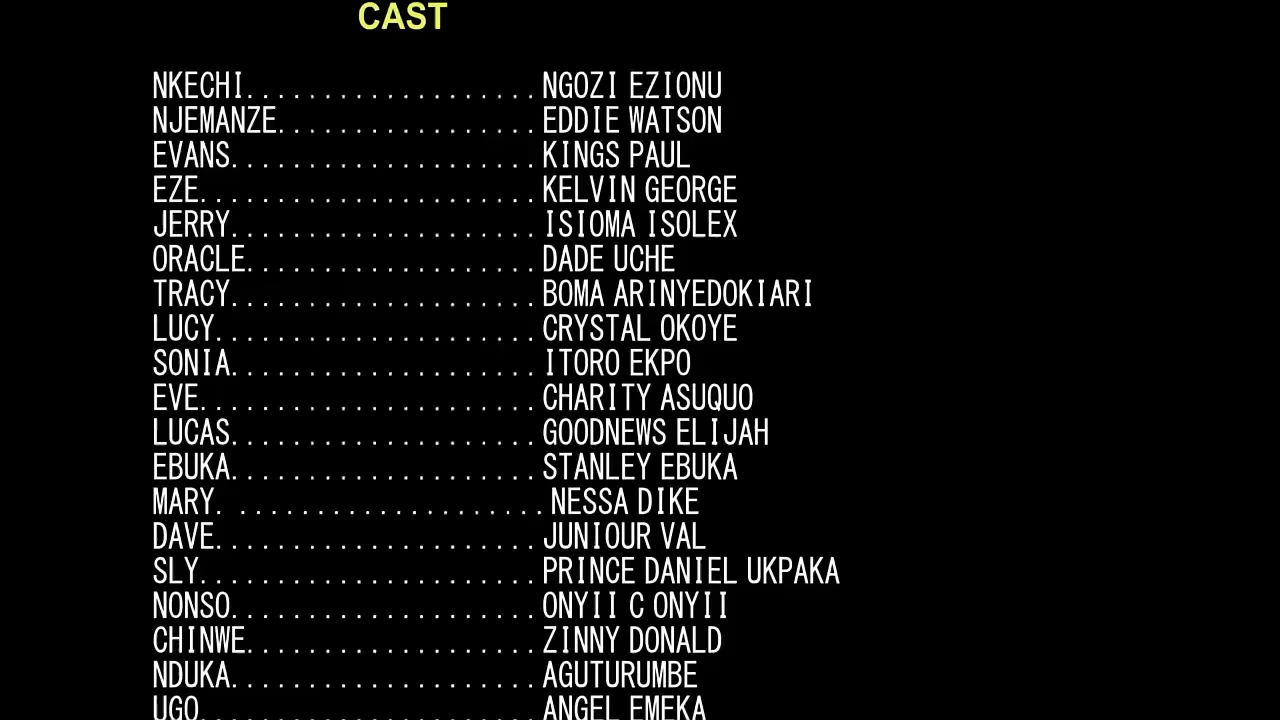 CAST
NKECHI...................NGOZI EZIONU
NJEMANZE.................EDDIE WATSON
EVANS....................KINGS PAUL
EZE......................KELVIN GEORGE
JERRY....................ISIOMA ISOLEX
ORACLE...................DADE UCHE
TRACY....................BOMA ARINYEDOKIARI
LUCY.....................CRYSTAL OKOYE
SONIA....................ITORO EKPO
EVE......................CHARITY ASUQUO
LUCAS....................GOODNEWS ELIJAH
EBUKA....................STANLEY EBUKA
MARY. ....................NESSA DIKE
DAVE.....................JUNIOUR VAL
SLY......................PRINCE DANIEL UKPAKA
NONSO....................ONYII C ONYII
CHINWE...................ZINNY DONALD
NDUKA....................AGUTURUMBE
UGO......................ANGEL EMEKA